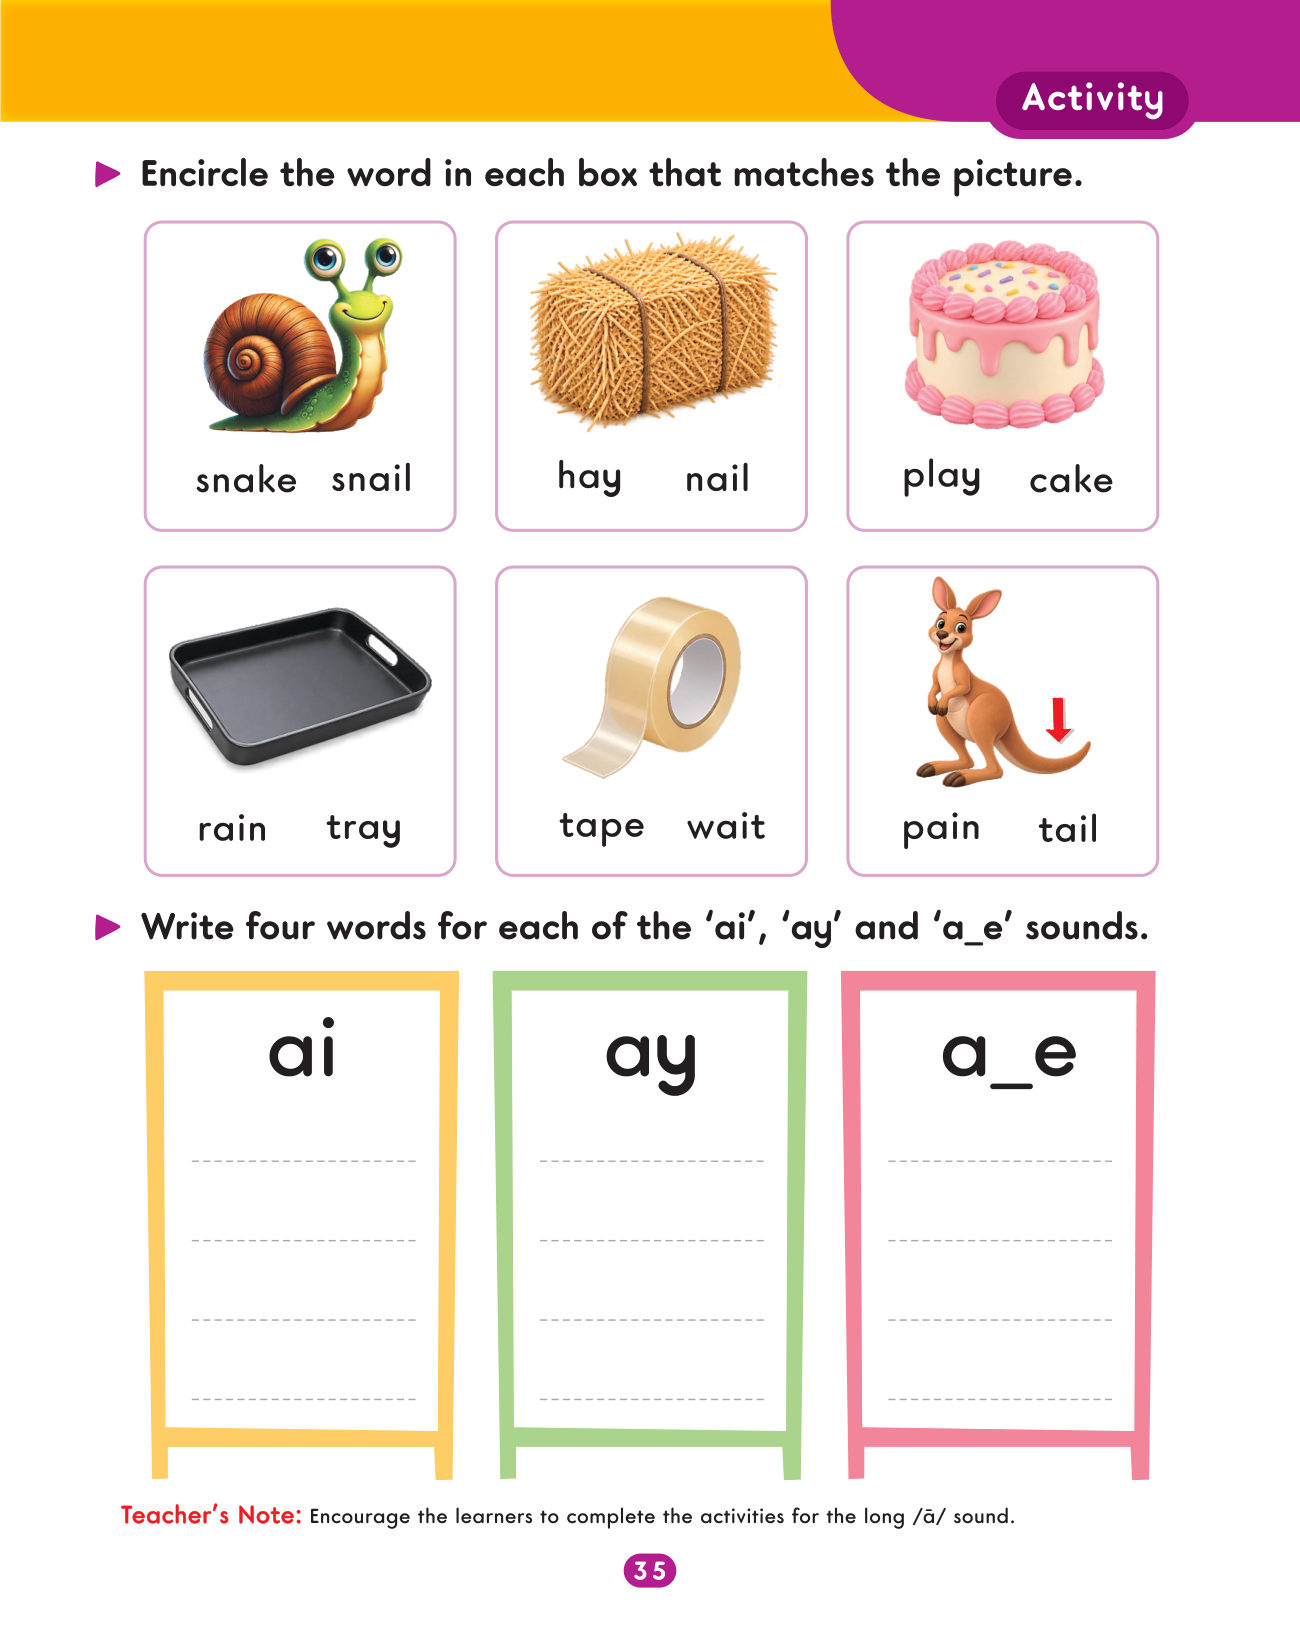 Activity
Encircle the word in each box that matches the picture.
snake snail
hay nail
play cake
rain tray
tape wait
pain tail
Write four words for each of the ‘ai’, ‘ay’ and ‘a_e’ sounds.
ai
ay
a_e
Teacher’s Note: Encourage the learners to complete the activities for the long /ā/ sound.
35